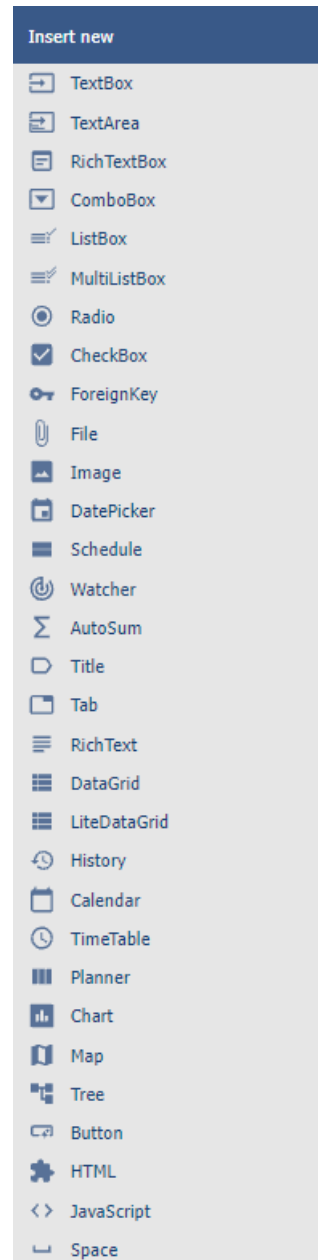 Insert new
TextBox
TextArea
RichTextBox
ComboBox
ListBox
MultiListBox
Radio
CheckBox
ForeignKey
File
Image
DatePicker
Schedule
Watcher
AutoSum
Title
Tab
RichText
DataGrid
LiteDataGrid
History
Calendar
TimeTable
Planner
Chart
Map
Tree
Button
HTML
JavaScript
Space